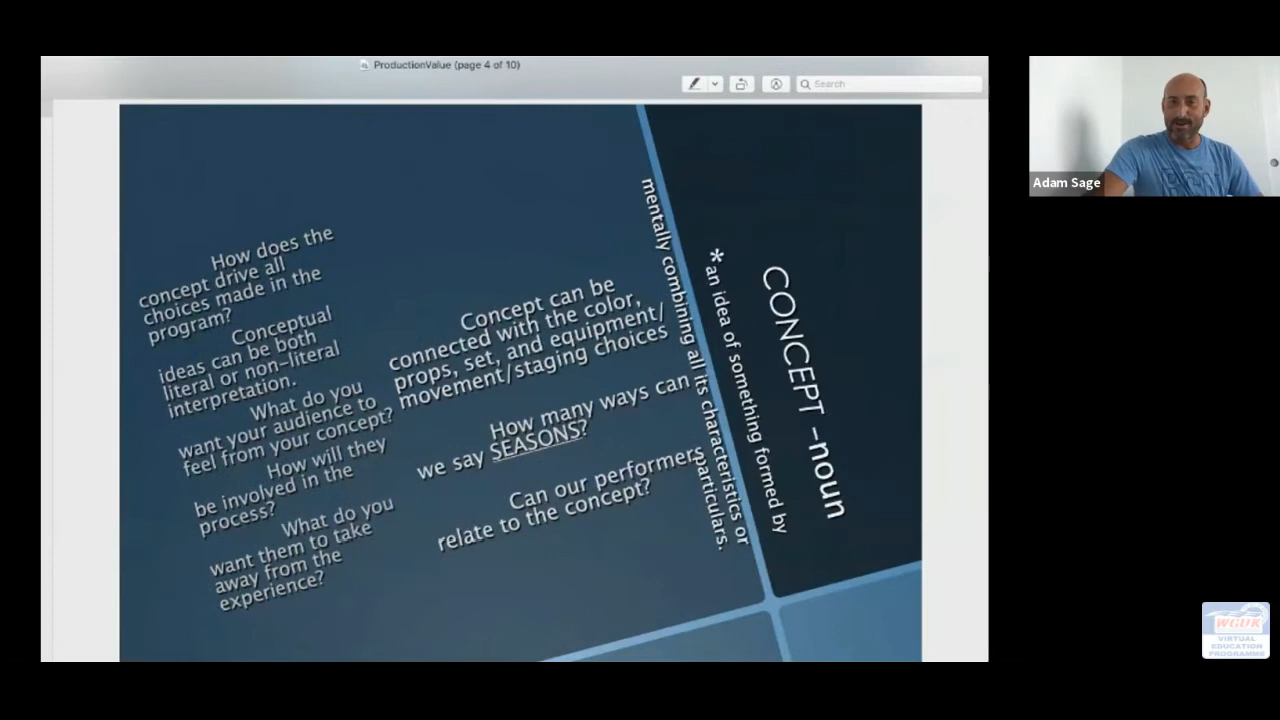 ProductionValue (page 4 of 10)
Search
CONCEPT –noun
* an idea of something formed by
mentally combining all its characteristics or
particulars.
Concept can be
connected with the color,
props, set, and equipment/
movement/staging choices
How many ways can
we say SEASONS?
Can our performers
relate to the concept?
How does the
concept drive all
choices made in the
program?
Conceptual
ideas can be both
literal or non-literal
interpretation.
What do you
want your audience to
feel from your concept?
How will they
be involved in the
process?
What do you
want them to take
away from the
experience?
Adam Sage
WGUK
VIRTUAL
EDUCATION
PROGRAMME